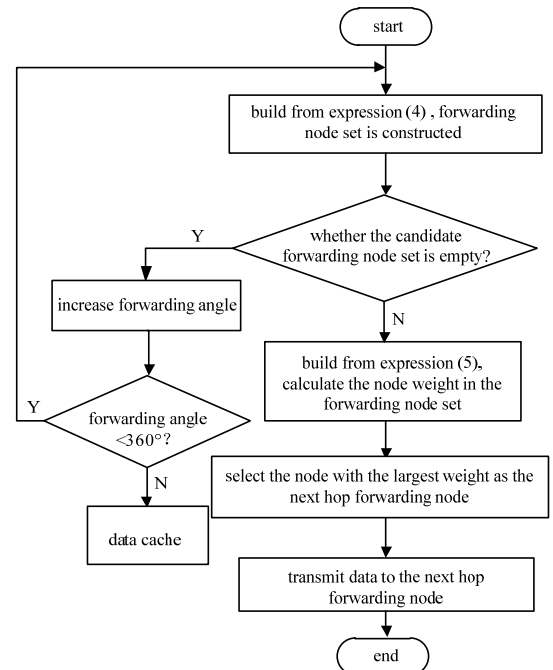 start
build from expression (4) , forwarding
node set is constructed
whether the candidate
forwarding node set is empty?
Y
N
increase forwarding angle
build from expression (5),
calculate the node weight in the
forwarding node set
forwarding angle
<360°?
Y
N
select the node with the largest weight as the
next hop forwarding node
data cache
transmit data to the next hop
forwarding node
end